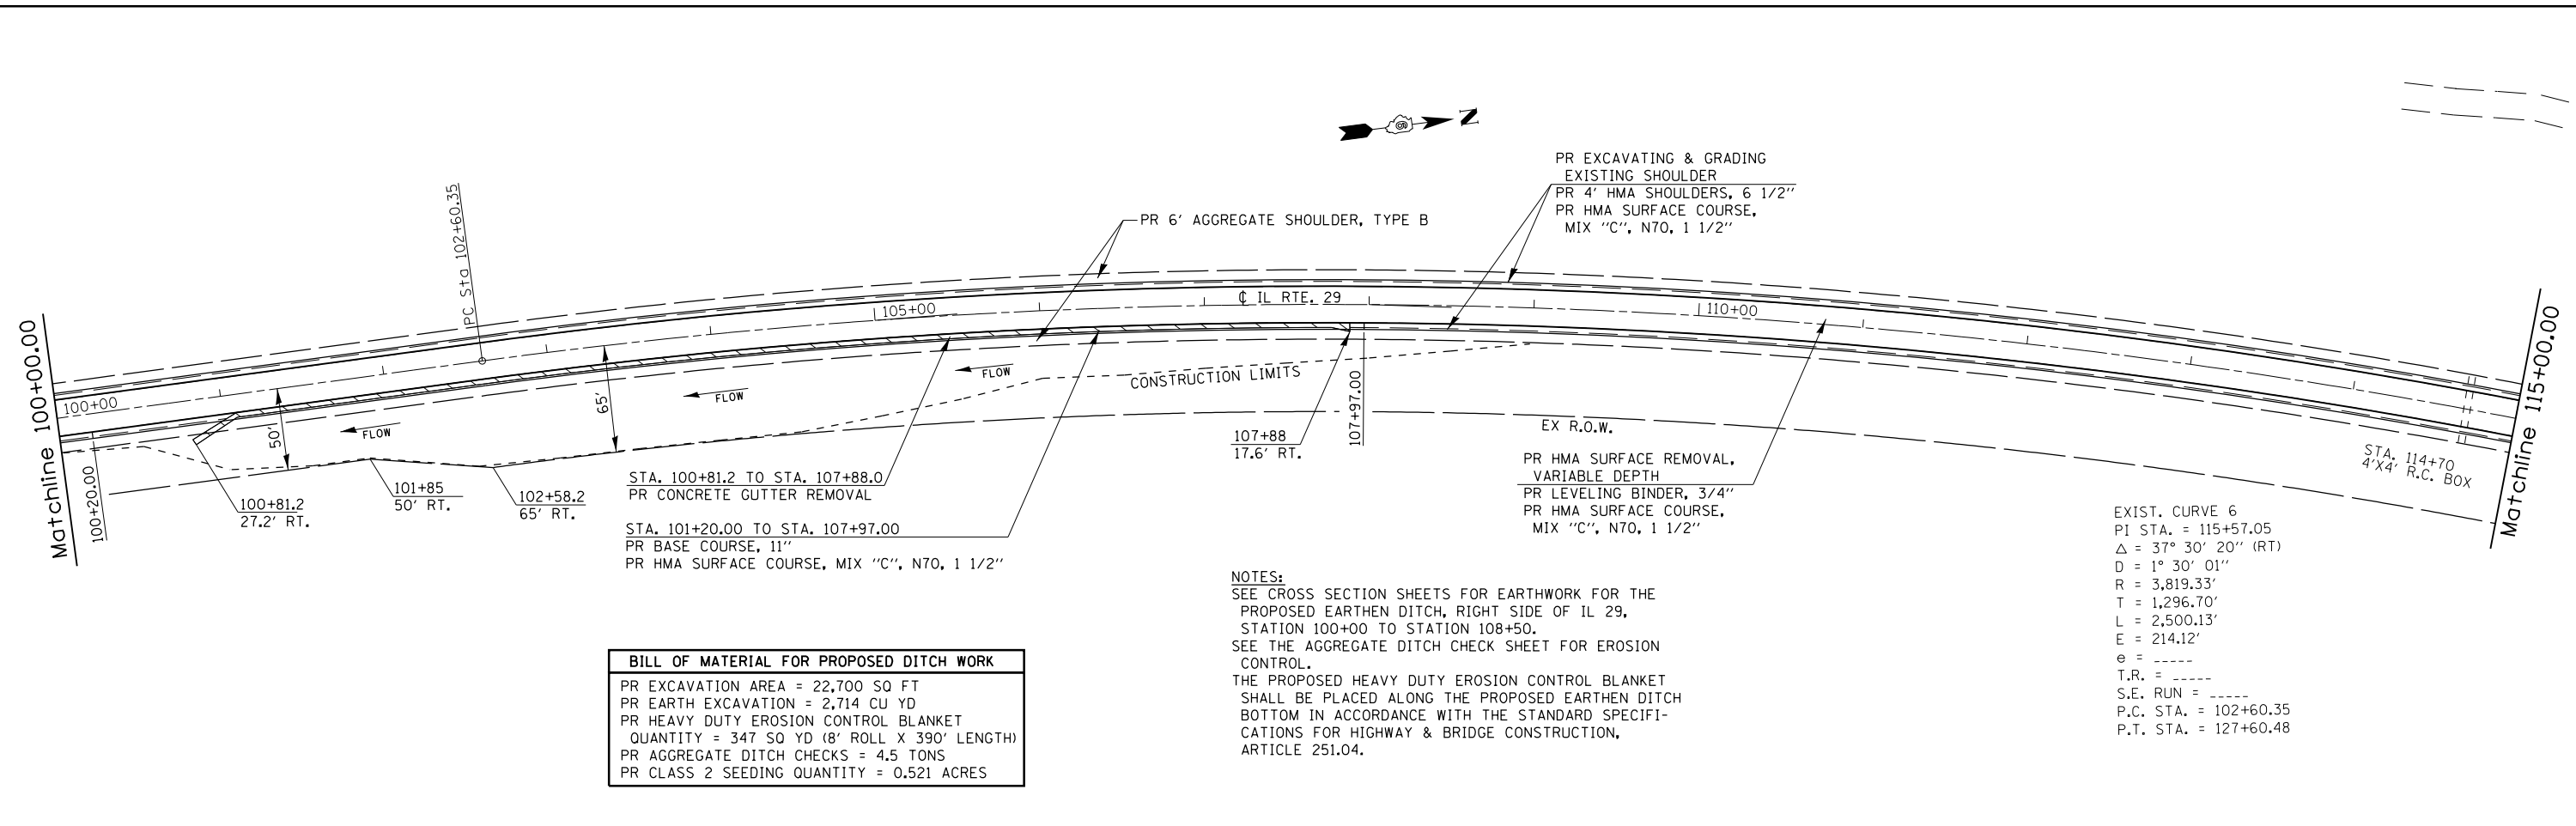 N
PR EXCAVATING & GRADING
EXISTING SHOULDER
PR 4' HMA SHOULDERS, 6 1/2"
PR HMA SURFACE COURSE,
MIX "C", N70, 1 1/2"
PR 6' AGGREGATE SHOULDER, TYPE B
PC Sta 102+60.35
℄ IL RTE. 29
105+00
110+00
100+00
Matchline 100+00.00
Matchline 115+00.00
100+20.00
50'
65'
FLOW
FLOW
FLOW
CONSTRUCTION LIMITS
107+97.00
107+88
17.6' RT.
EX R.O.W.
100+81.2
27.2' RT.
101+85
50' RT.
102+58.2
65' RT.
STA. 100+81.2 TO STA. 107+88.0
PR CONCRETE GUTTER REMOVAL
STA. 101+20.00 TO STA. 107+97.00
PR BASE COURSE, 11"
PR HMA SURFACE COURSE, MIX "C", N70, 1 1/2"
PR HMA SURFACE REMOVAL,
VARIABLE DEPTH
PR LEVELING BINDER, 3/4"
PR HMA SURFACE COURSE,
MIX "C", N70, 1 1/2"
STA. 114+70
4'X4' R.C. BOX
EXIST. CURVE 6
PI STA. = 115+57.05
△ = 37° 30' 20" (RT)
D = 1° 30' 01"
R = 3,819.33'
T = 1,296.70'
L = 2,500.13'
E = 214.12'
e = _____
T.R. = _____
S.E. RUN = _____
P.C. STA. = 102+60.35
P.T. STA. = 127+60.48
NOTES:
SEE CROSS SECTION SHEETS FOR EARTHWORK FOR THE
PROPOSED EARTHEN DITCH, RIGHT SIDE OF IL 29,
STATION 100+00 TO STATION 108+50.
SEE THE AGGREGATE DITCH CHECK SHEET FOR EROSION
CONTROL.
THE PROPOSED HEAVY DUTY EROSION CONTROL BLANKET
SHALL BE PLACED ALONG THE PROPOSED EARTHEN DITCH
BOTTOM IN ACCORDANCE WITH THE STANDARD SPECIFI-
CATIONS FOR HIGHWAY & BRIDGE CONSTRUCTION,
ARTICLE 251.04.
BILL OF MATERIAL FOR PROPOSED DITCH WORK
PR EXCAVATION AREA = 22,700 SQ FT
PR EARTH EXCAVATION = 2,714 CU YD
PR HEAVY DUTY EROSION CONTROL BLANKET
QUANTITY = 347 SQ YD (8' ROLL X 390' LENGTH)
PR AGGREGATE DITCH CHECKS = 4.5 TONS
PR CLASS 2 SEEDING QUANTITY = 0.521 ACRES